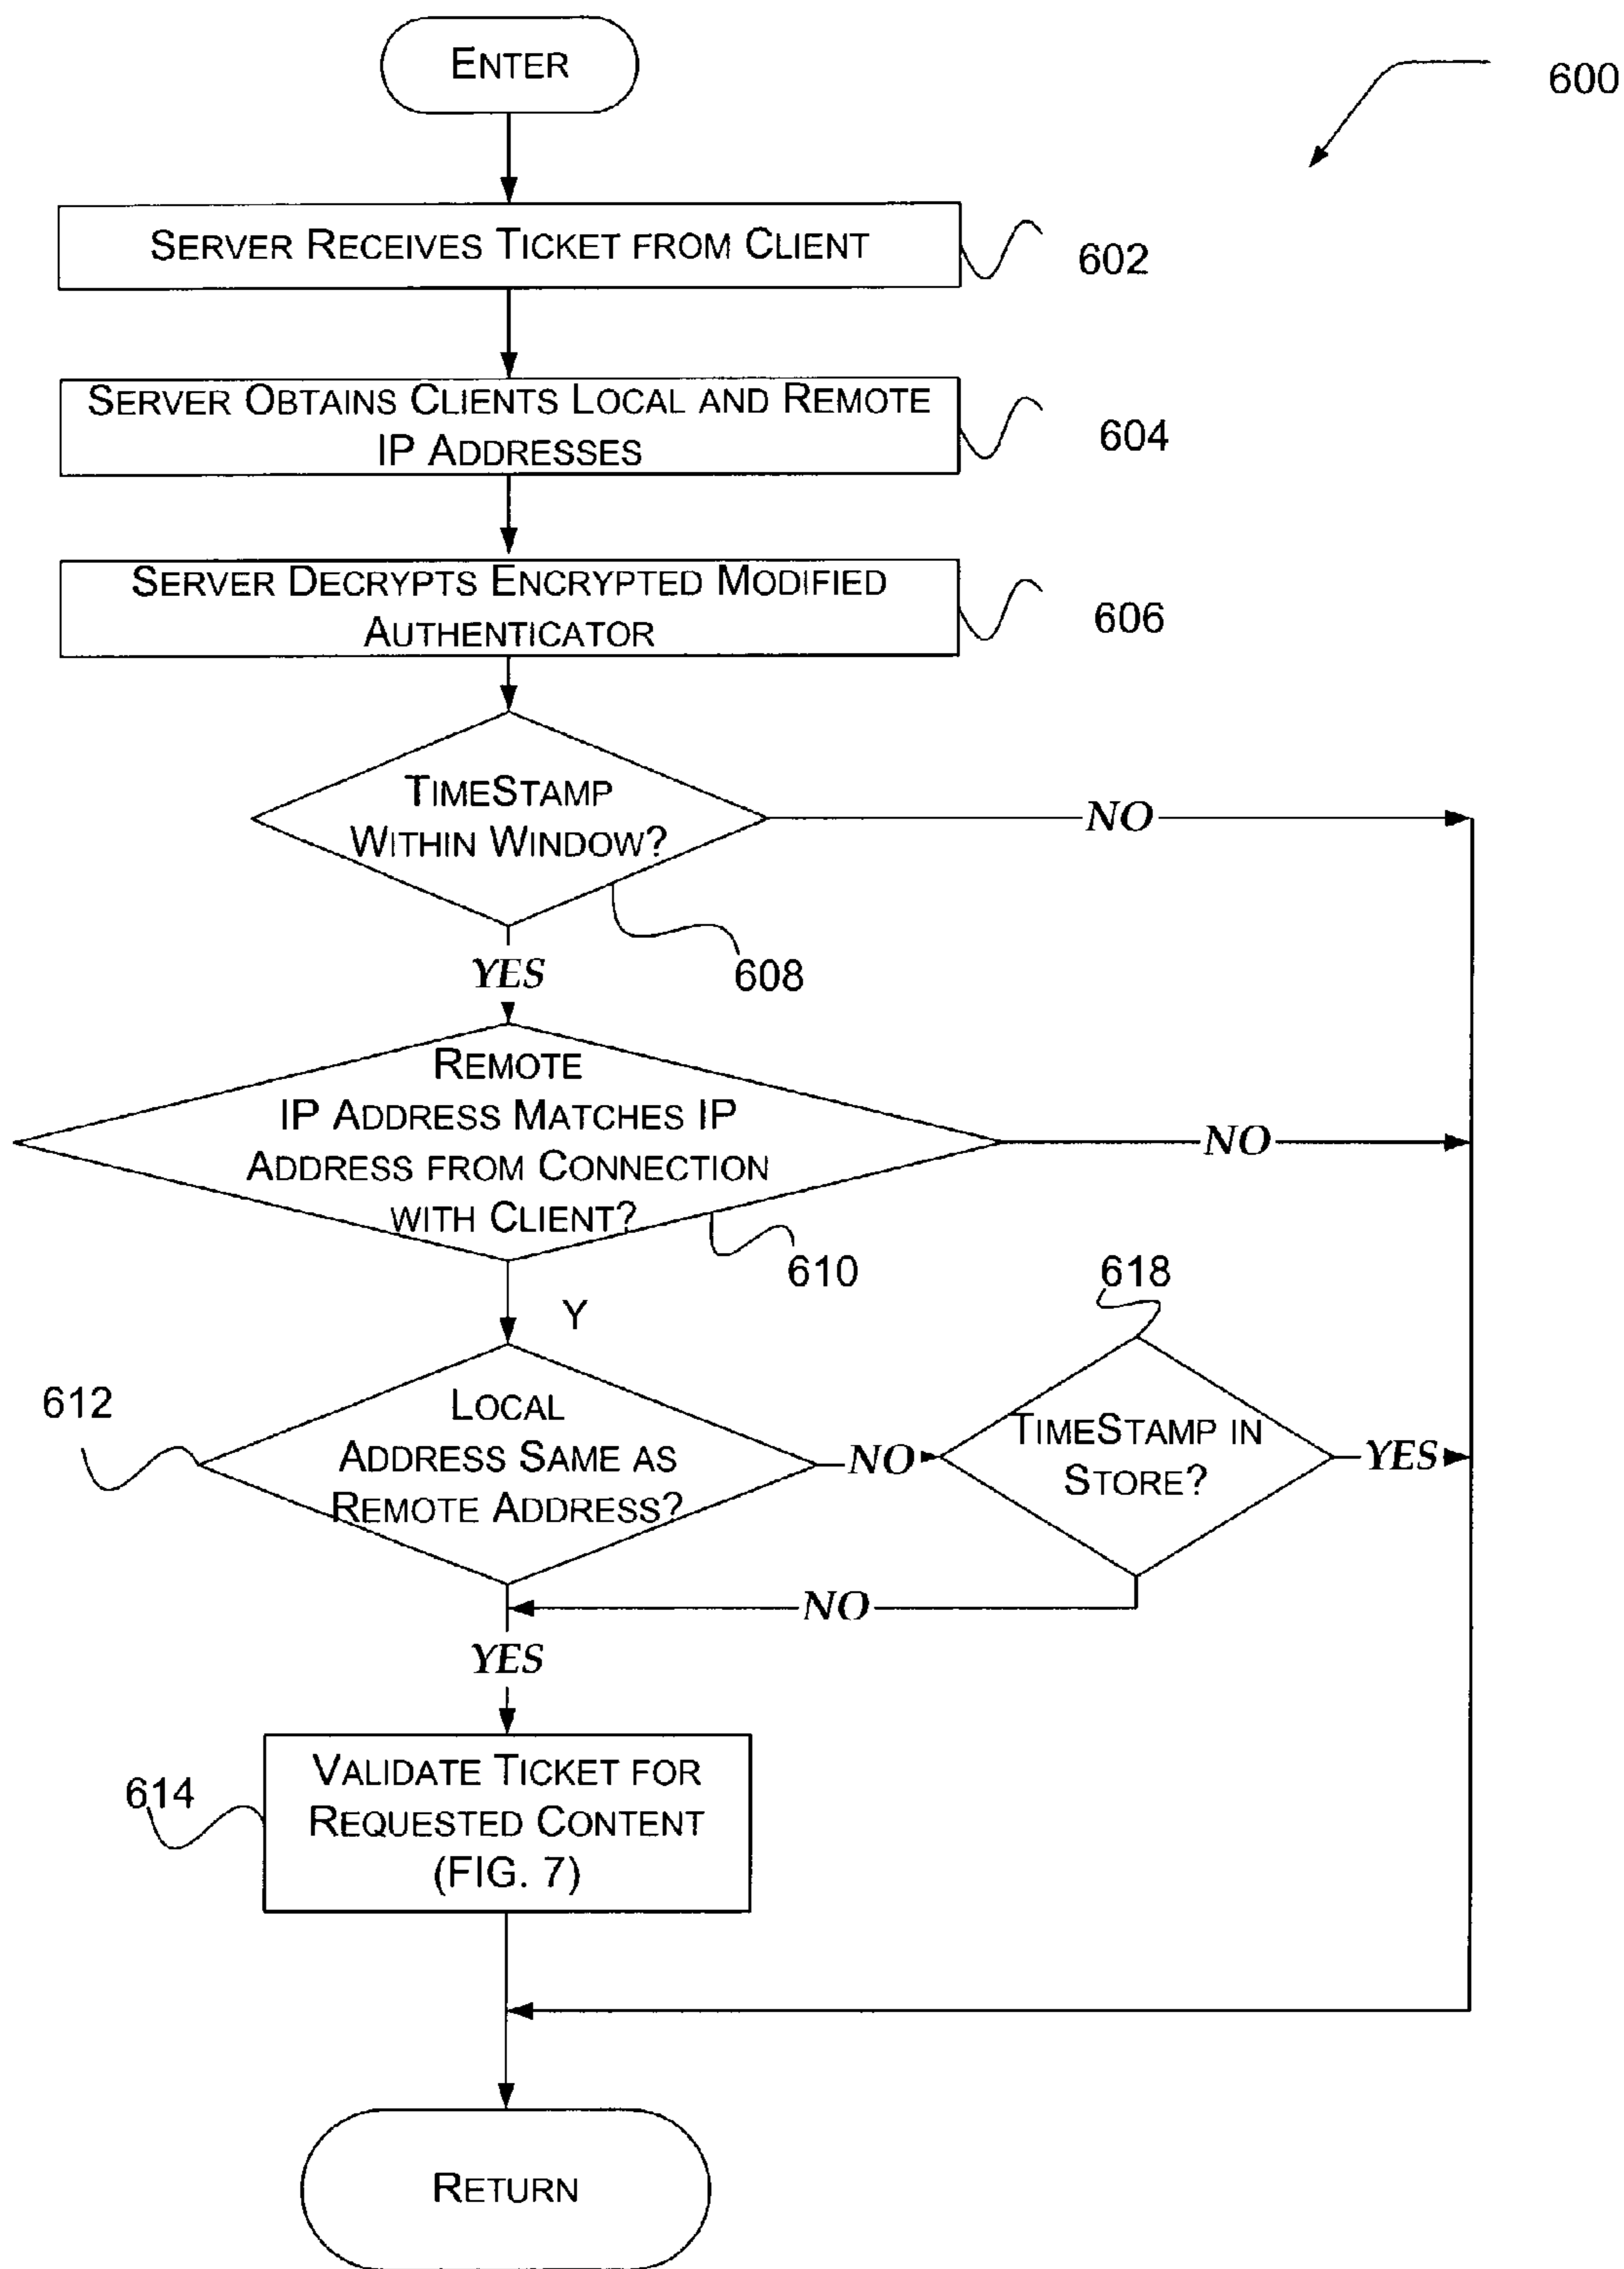 ENTER
600
SERVER RECEIVES TICKET FROM CLIENT
602
SERVER OBTAINS CLIENTS LOCAL AND REMOTE
IP ADDRESSES
604
SERVER DECRYPTS ENCRYPTED MODIFIED
AUTHENTICATOR
606
TIMESTAMP
WITHIN WINDOW?
NO
608
YES
REMOTE
IP ADDRESS MATCHES IP
ADDRESS FROM CONNECTION
WITH CLIENT?
NO
610
Y
618
612
LOCAL
ADDRESS SAME AS
REMOTE ADDRESS?
NO
TIMESTAMP IN
STORE?
YES
NO
YES
614
VALIDATE TICKET FOR
REQUESTED CONTENT
(FIG. 7)
RETURN